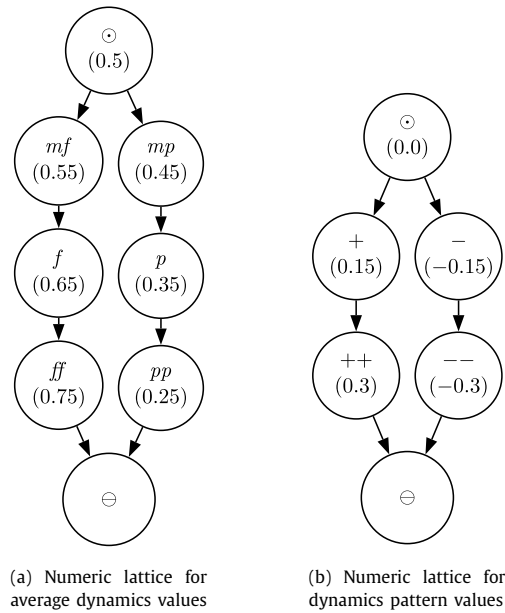 ⊙
(0.5)
mf
(0.55)
mp
(0.45)
f
(0.65)
p
(0.35)
ff
(0.75)
pp
(0.25)
⊖
(a) Numeric lattice for
average dynamics values
⊙
(0.0)
+
(0.15)
−
(−0.15)
++
(0.3)
−−
(−0.3)
⊖
(b) Numeric lattice for
dynamics pattern values